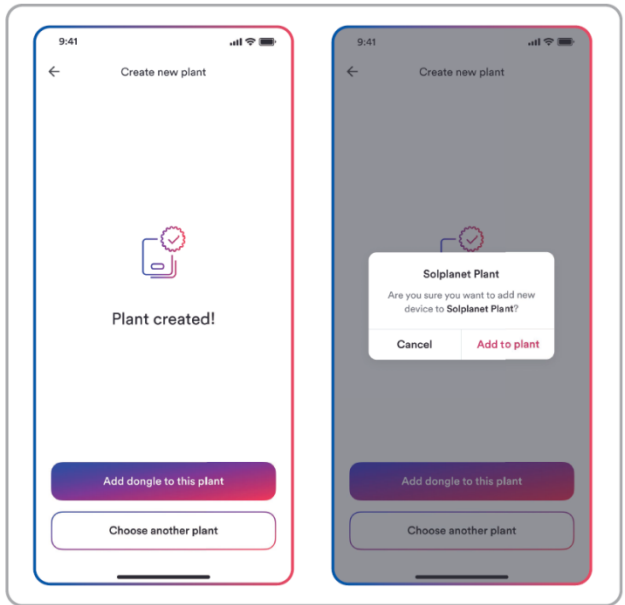 9:41
Create new plant
Plant created!
Add dongle to this plant
Choose another plant
9:41
Create new plant
Solplanet Plant
Are you sure you want to add new
device to Solplanet Plant?
Cancel
Add to plant
Add dongle to this plant
Choose another plant